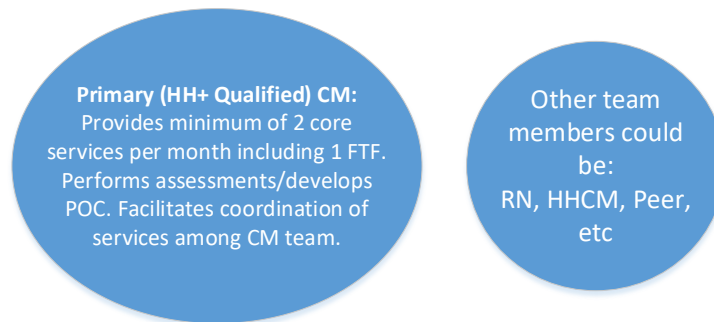 Primary (HH+ Qualified) CM:
Provides minimum of 2 core
services per month including 1 FTF.
Performs assessments/develops
POC. Facilitates coordination of
services among CM team.
Other team
members could
be:
RN, HHCM, Peer,
etc